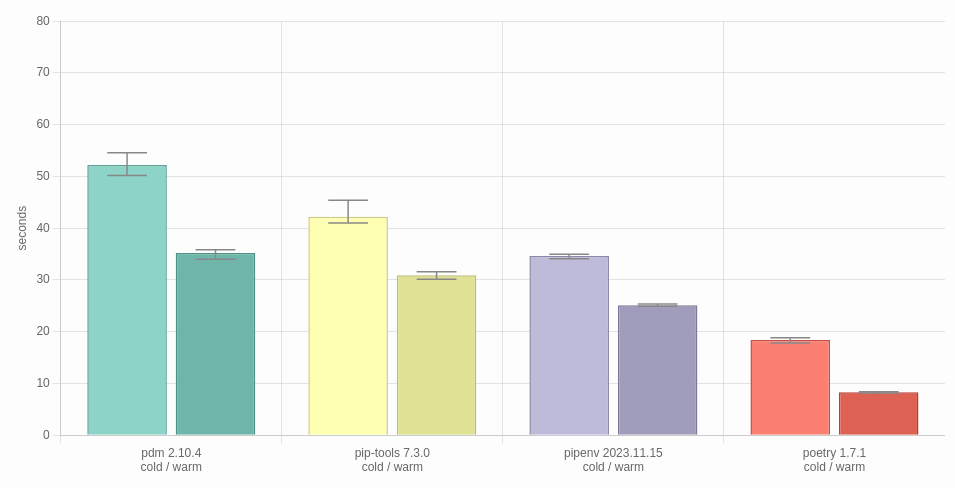 80
70
60
50
40
30
20
10
0
seconds
pdm 2.10.4
cold / warm
pip-tools 7.3.0
cold / warm
pipenv 2023.11.15
cold / warm
poetry 1.7.1
cold / warm